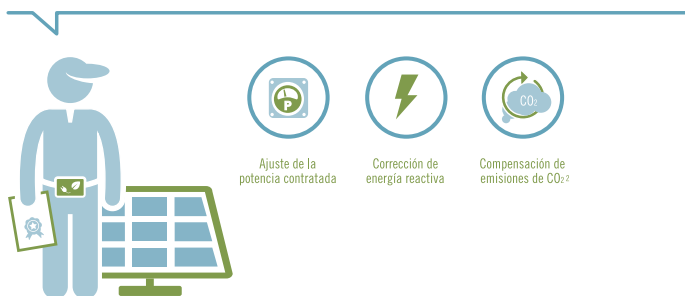 P
CO₂
Ajuste de la
potencia contratada
Corrección de
energía reactiva
Compensación de
emisiones de CO₂ ²